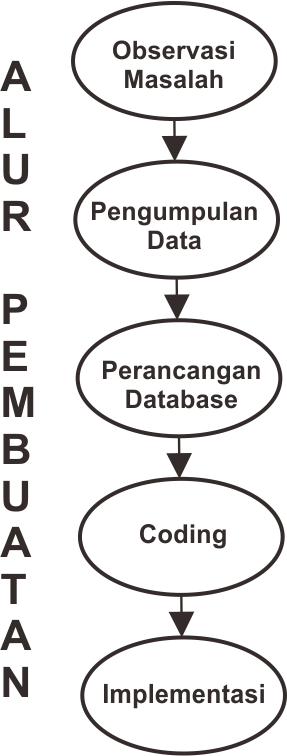 ALUR PEMBUATAN
Observasi
Masalah
Pengumpulan
Data
Perancangan
Database
Coding
Implementasi